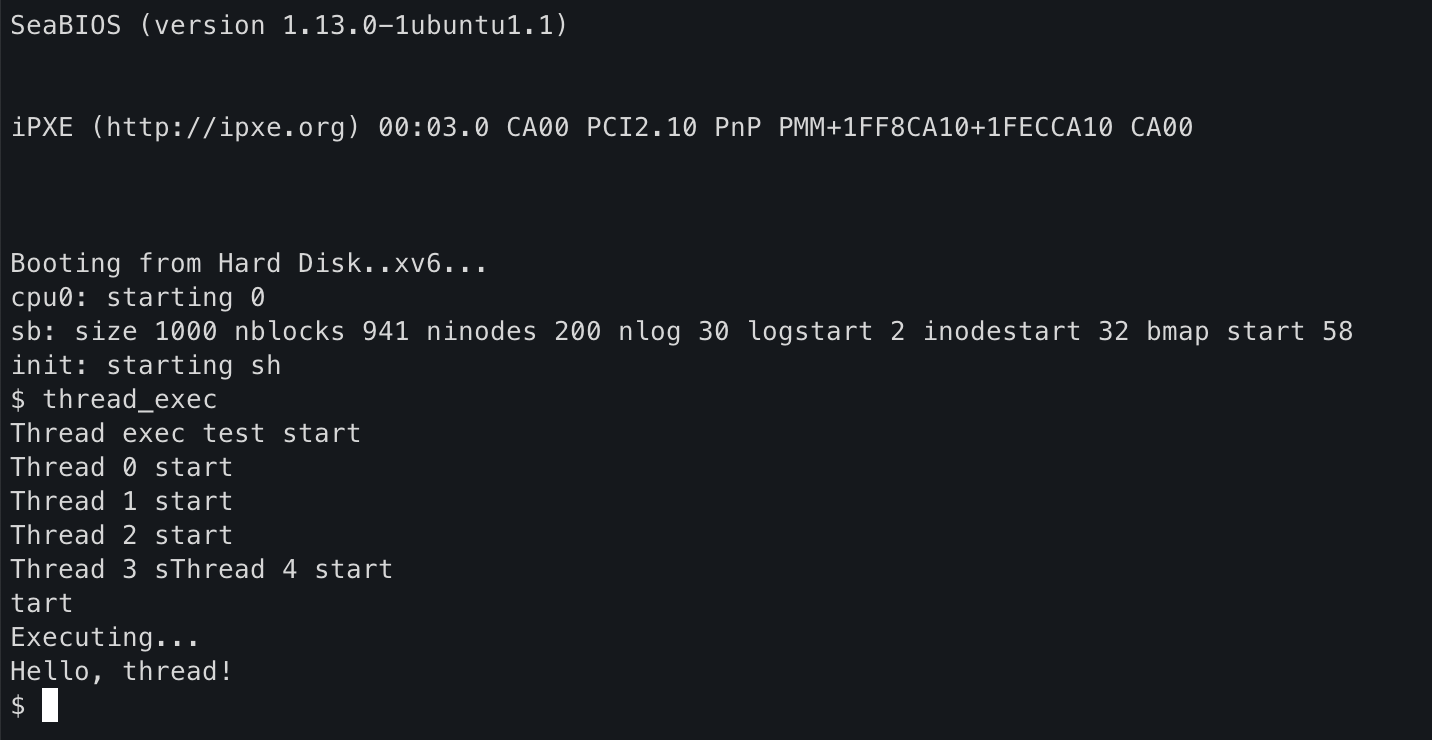 SeaBIOS (version 1.13.0-1ubuntu1.1)
iPXE (http://ipxe.org) 00:03.0 CA00 PCI2.10 PnP PMM+1FF8CA10+1FECCA10 CA00
Booting from Hard Disk..xv6...
cpu0: starting 0
sb: size 1000 nblocks 941 ninodes 200 nlog 30 logstart 2 inodestart 32 bmap start 58
init: starting sh
$ thread_exec
Thread exec test start
Thread 0 start
Thread 1 start
Thread 2 start
Thread 3 sThread 4 start
tart
Executing...
Hello, thread!
$